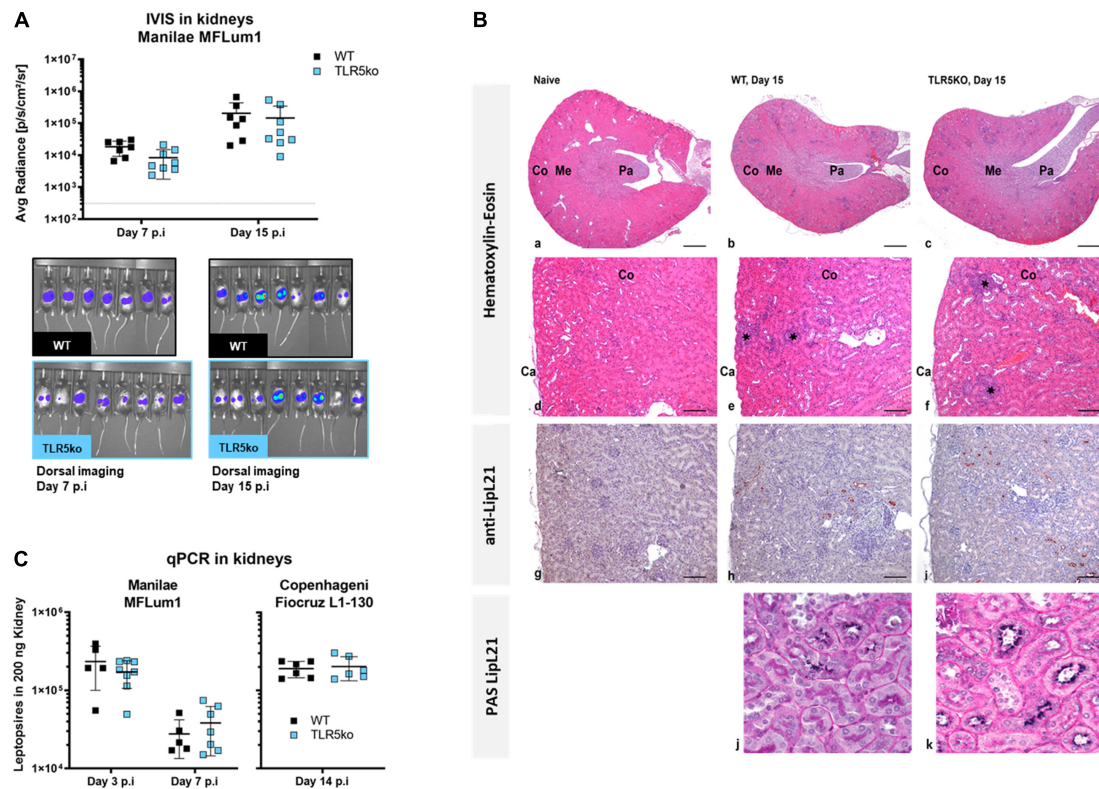 A
IVIS in kidneys
Manilae MFLum1
Avg Radiance [p/s/cm²/sr]
1×10⁷
1×10⁶
1×10⁵
1×10⁴
1×10³
1×10²
WT
TLR5ko
Day 7 p.i
Day 15 p.i
WT
WT
TLR5ko
TLR5ko
Dorsal imaging
Day 7 p.i
Dorsal imaging
Day 15 p.i
B
Naive
WT, Day 15
TLR5KO, Day 15
Hematoxylin-Eosin
Co Me Pa
a
Co Me Pa
b
Co Me Pa
c
Co
Ca
d
Co
* *
Ca
e
Co
*
*
Ca
f
anti-LipL21
g
h
i
PAS LipL21
j
k
C
qPCR in kidneys
Manilae
MFLum1
Copenhageni
Fiocruz L1-130
Leptopsires in 200 ng Kidney
1×10⁶
1×10⁵
1×10⁴
WT
TLR5ko
Day 3 p.i
Day 7 p.i
Day 14 p.i